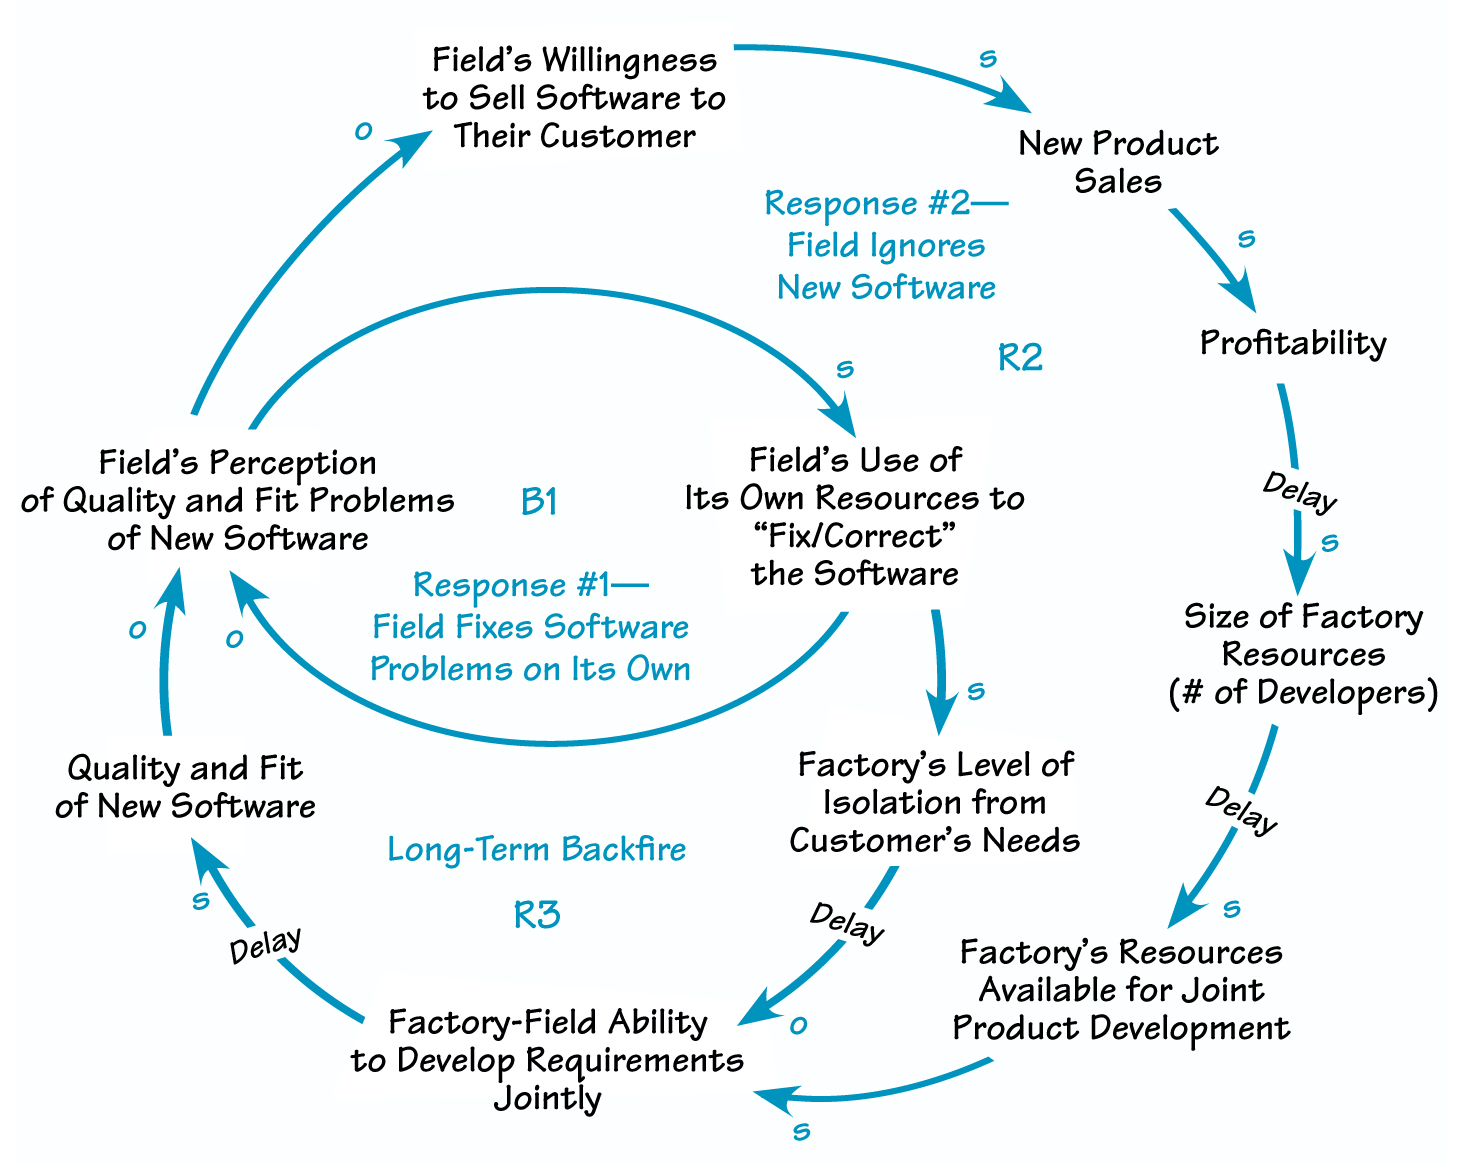 Field's Willingness
to Sell Software to
Their Customer
s
o
New Product
Sales
Response #2—
Field Ignores
New Software
s
R2
Profitability
s
Field's Perception
of Quality and Fit Problems
of New Software
B1
Field's Use of
Its Own Resources to
“Fix/Correct”
the Software
Delay
s
Response #1—
Field Fixes Software
Problems on Its Own
o
o
Size of Factory
Resources
(# of Developers)
s
Quality and Fit
of New Software
Factory's Level of
Isolation from
Customer's Needs
Delay
Long-Term Backfire
R3
s
Delay
Delay
s
Factory's Resources
Available for Joint
Product Development
Factory-Field Ability
to Develop Requirements
Jointly
o
s